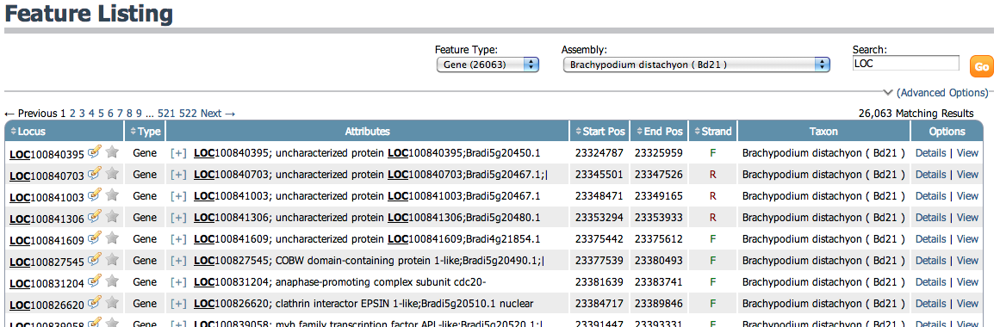 Feature Listing
Feature Type: Assembly: Search:
Gene (26063) Brachypodium distachyon ( Bd21 ) LOC Go
(Advanced Options)
← Previous 1 2 3 4 5 6 7 8 9 ... 521 522 Next → 26,063 Matching Results
Locus Type Attributes Start Pos End Pos Strand Taxon Options
LOC100840395 Gene [+] LOC100840395; uncharacterized protein LOC100840395;Bradi5g20450.1 23324787 23325959 F Brachypodium distachyon ( Bd21 ) Details | View
LOC100840703 Gene [+] LOC100840703; uncharacterized protein LOC100840703;Bradi5g20467.1;| 23345501 23347526 R Brachypodium distachyon ( Bd21 ) Details | View
LOC100841003 Gene [+] LOC100841003; uncharacterized protein LOC100841003;Bradi5g20467.1 23348471 23349165 R Brachypodium distachyon ( Bd21 ) Details | View
LOC100841306 Gene [+] LOC100841306; uncharacterized protein LOC100841306;Bradi5g20480.1 23353294 23353933 R Brachypodium distachyon ( Bd21 ) Details | View
LOC100841609 Gene [+] LOC100841609; uncharacterized protein LOC100841609;Bradi4g21854.1 23375442 23375612 F Brachypodium distachyon ( Bd21 ) Details | View
LOC100827545 Gene [+] LOC100827545; COBW domain-containing protein 1-like;Bradi5g20490.1;| 23377539 23380493 F Brachypodium distachyon ( Bd21 ) Details | View
LOC100831204 Gene [+] LOC100831204; anaphase-promoting complex subunit cdc20- 23381639 23383741 F Brachypodium distachyon ( Bd21 ) Details | View
LOC100826620 Gene [+] LOC100826620; clathrin interactor EPSIN 1-like;Bradi5g20510.1 nuclear 23384717 23389846 F Brachypodium distachyon ( Bd21 ) Details | View
LOC100839058 Gene [+] LOC100839058; myb family transcription factor APL-like;Bradi5g20520.1;| 23391447 23393331 F Brachypodium distachyon ( Bd21 ) Details | View